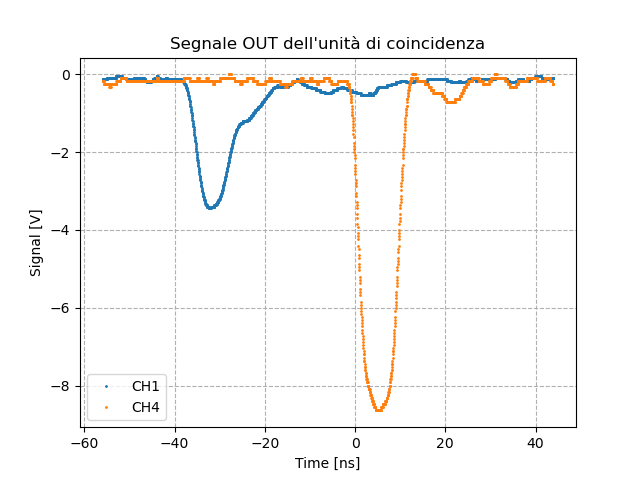 Segnale OUT dell'unità di coincidenza
Signal [V]
0
−2
−4
−6
−8
CH1
CH4
−60 −40 −20 0 20 40
Time [ns]